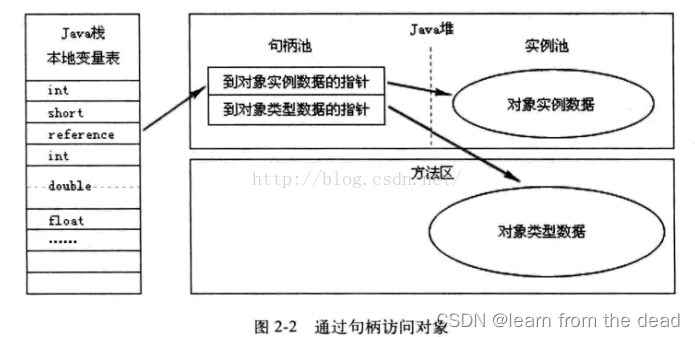 Java栈
本地变量表
int
short
reference
int
double
float
……
Java堆
句柄池
实例池
到对象实例数据的指针
到对象类型数据的指针
对象实例数据
方法区
http://blog.csdn.net/
对象类型数据
图 2-2 通过句柄访问对象
CSDN @learn from the dead